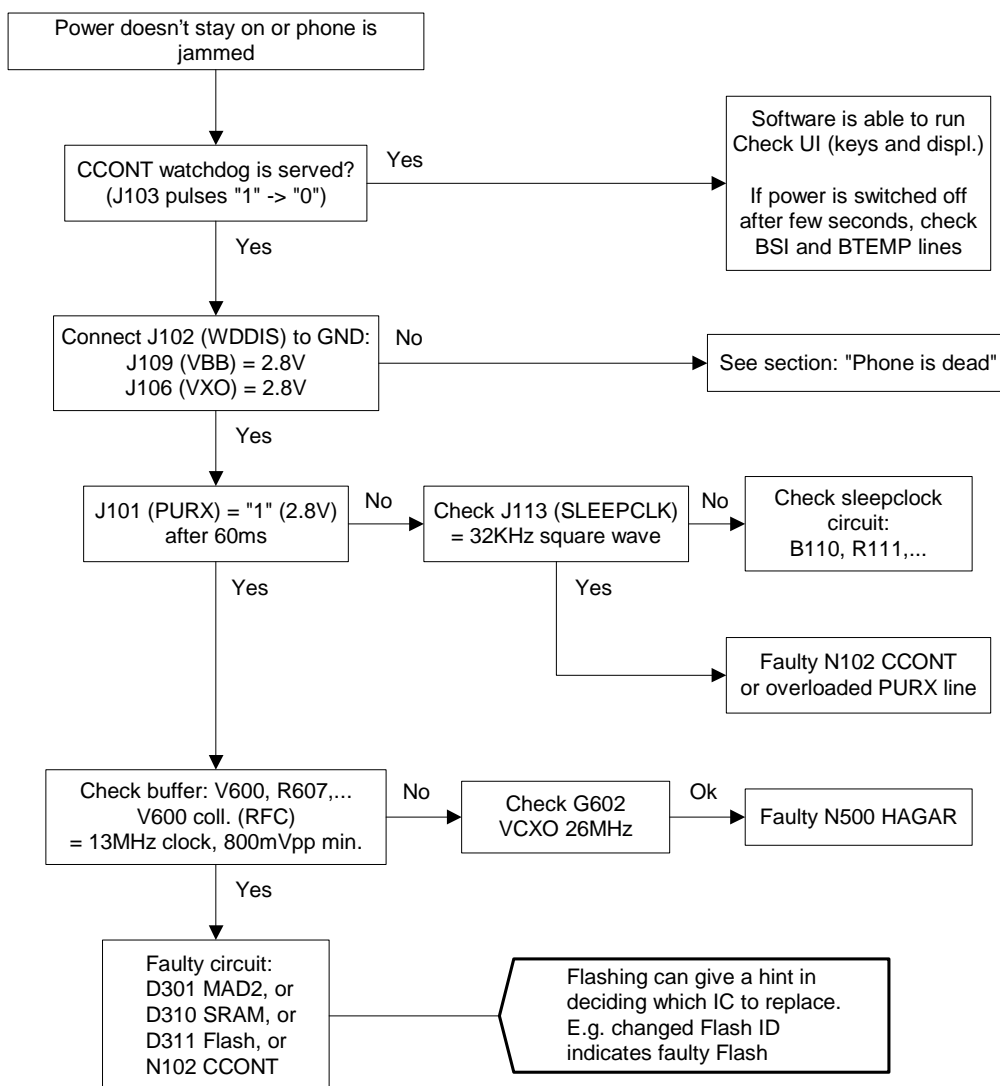 Power doesn't stay on or phone is
jammed
CCONT watchdog is served?
(J103 pulses "1" -> "0")
Yes
Software is able to run
Check UI (keys and displ.)
If power is switched off
after few seconds, check
BSI and BTEMP lines
Yes
Connect J102 (WDDIS) to GND:
J109 (VBB) = 2.8V
J106 (VXO) = 2.8V
No
See section: "Phone is dead"
Yes
J101 (PURX) = "1" (2.8V)
after 60ms
No
Check J113 (SLEEPCLK)
= 32KHz square wave
No
Check sleepclock
circuit:
B110, R111,...
Yes
Yes
Faulty N102 CCONT
or overloaded PURX line
Check buffer: V600, R607,...
V600 coll. (RFC)
= 13MHz clock, 800mVpp min.
No
Check G602
VCXO 26MHz
Ok
Faulty N500 HAGAR
Yes
Faulty circuit:
D301 MAD2, or
D310 SRAM, or
D311 Flash, or
N102 CCONT
Flashing can give a hint in
deciding which IC to replace.
E.g. changed Flash ID
indicates faulty Flash